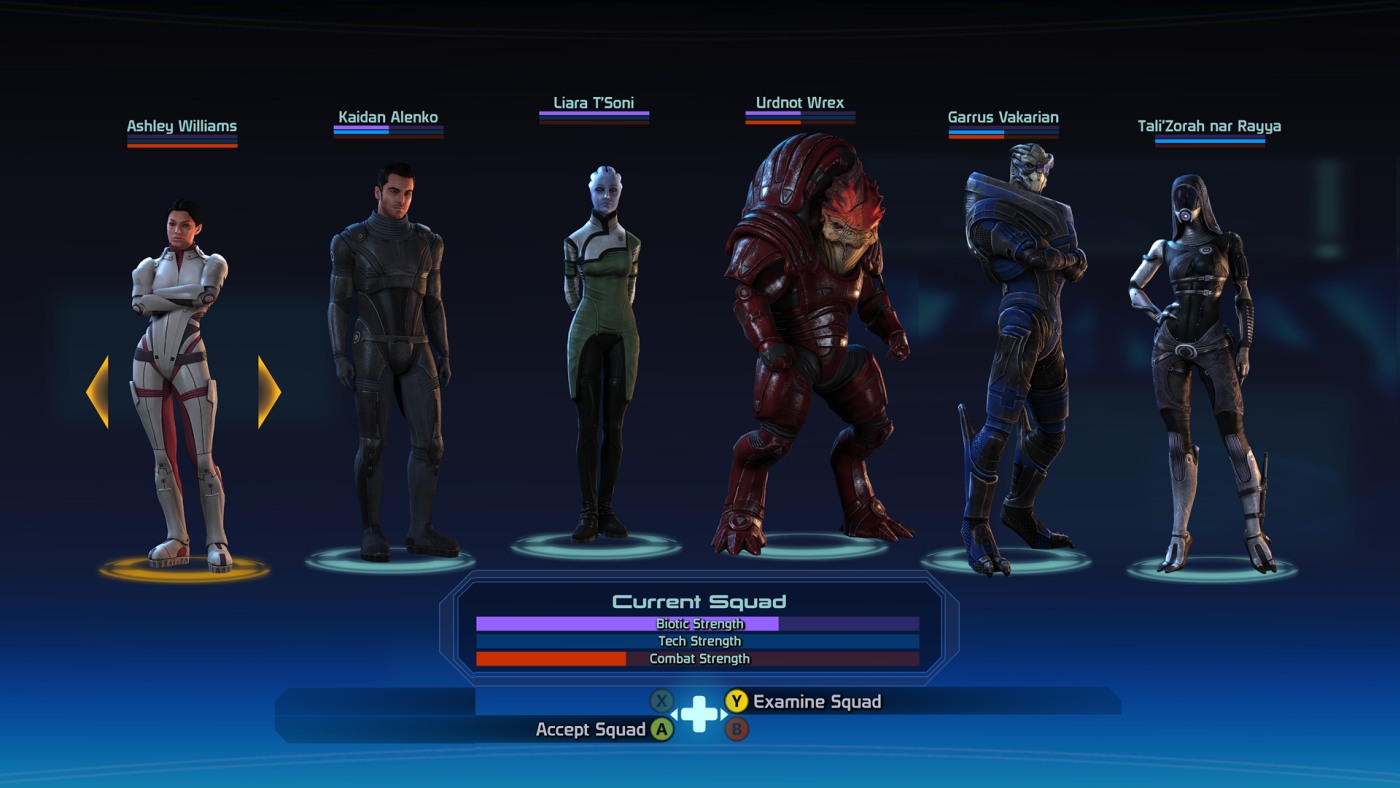 Liara T'Soni
Urdnot Wrex
Kaidan Alenko
Garrus Vakarian
Ashley Williams
Tali'Zorah nar Rayya
Current Squad
Biotic Strength
Tech Strength
Combat Strength
X
Y Examine Squad
Accept Squad A
B